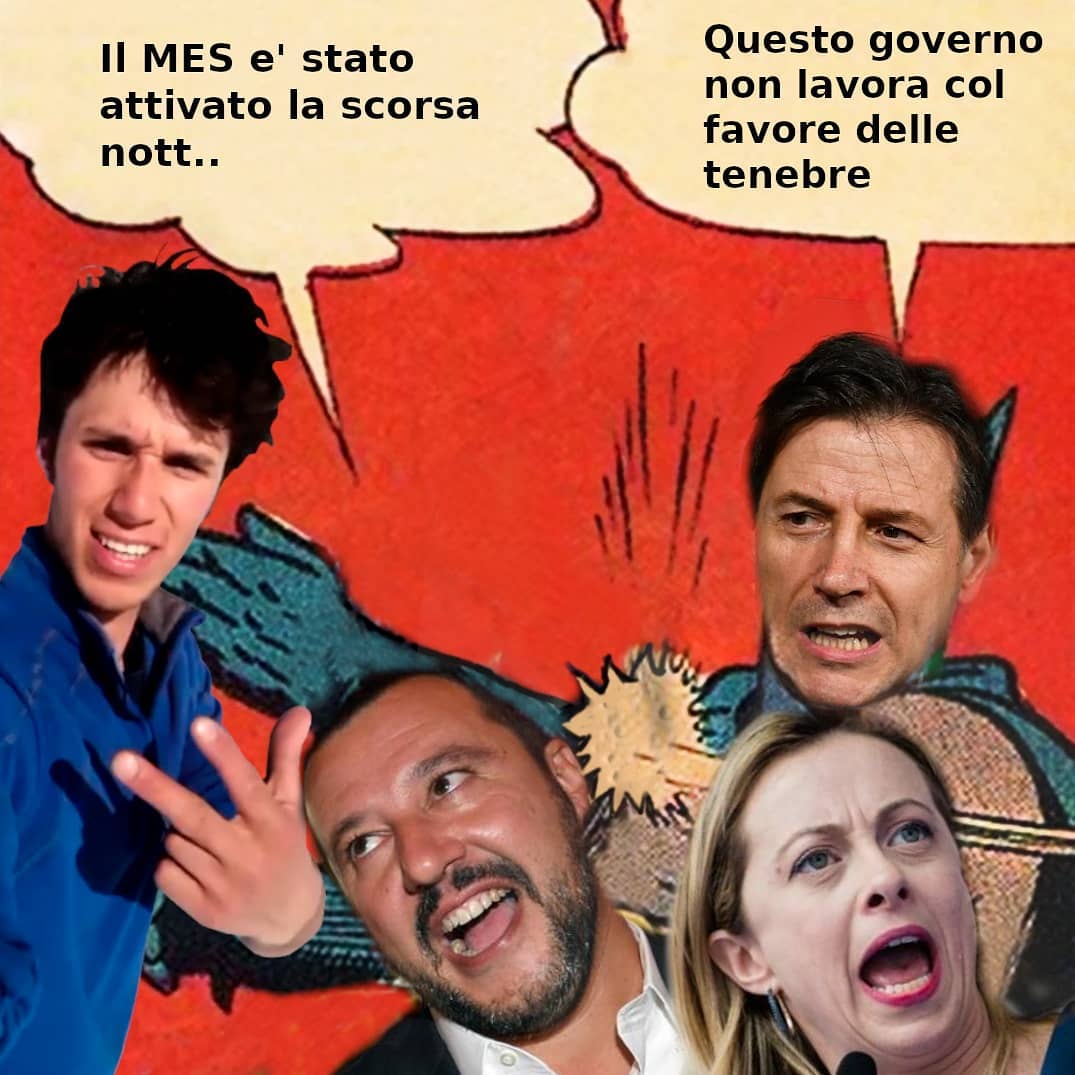 Il MES e' stato
attivato la scorsa
nott..
Questo governo
non lavora col
favore delle
tenebre